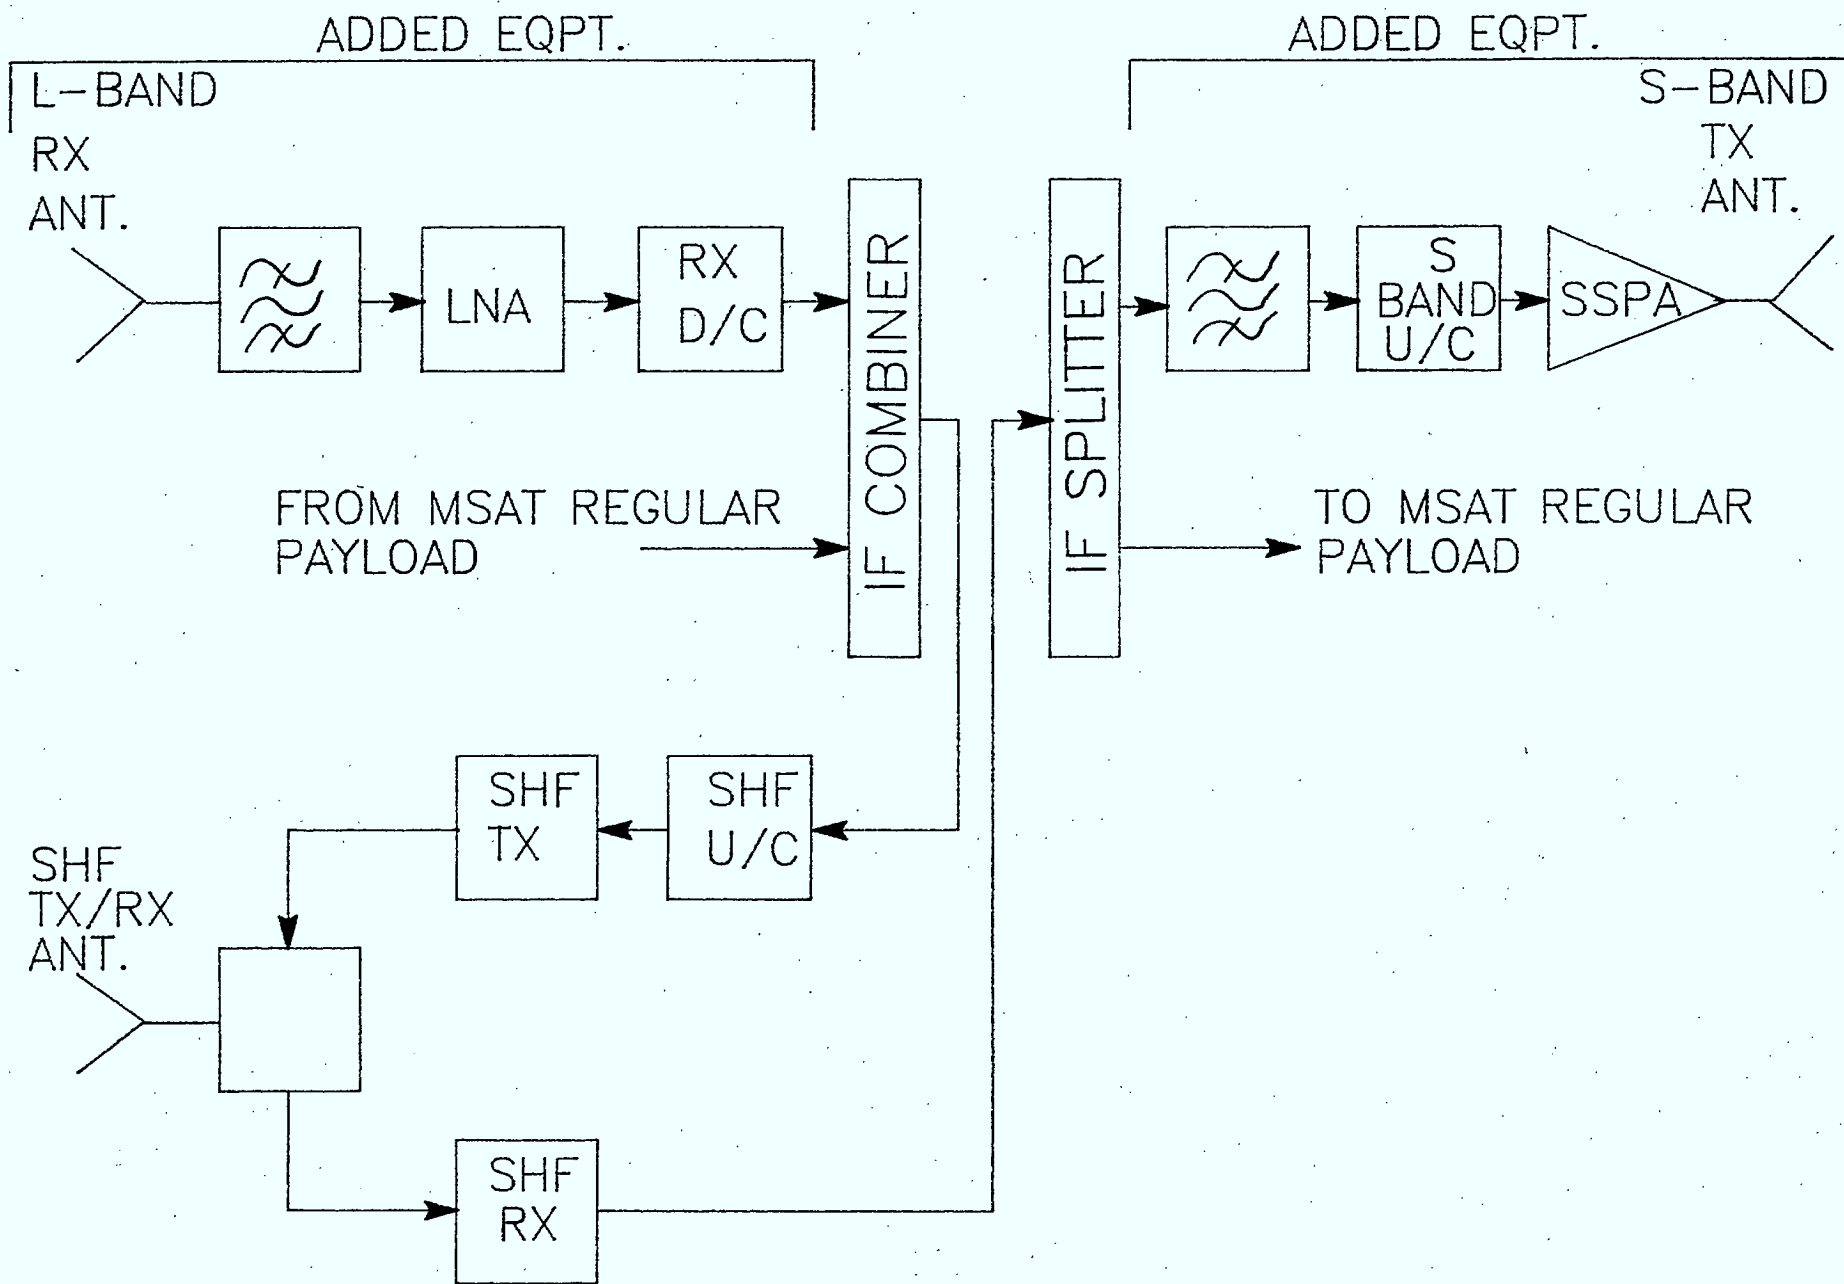 ADDED EQPT.
ADDED EQPT.
L-BAND
RX
ANT.
S-BAND
TX
ANT.
LNA
RX
D/C
IF COMBINER
IF SPLITTER
S
BAND
U/C
SSPA
FROM MSAT REGULAR
PAYLOAD
TO MSAT REGULAR
PAYLOAD
SHF
TX
SHF
U/C
SHF
TX/RX
ANT.
SHF
RX